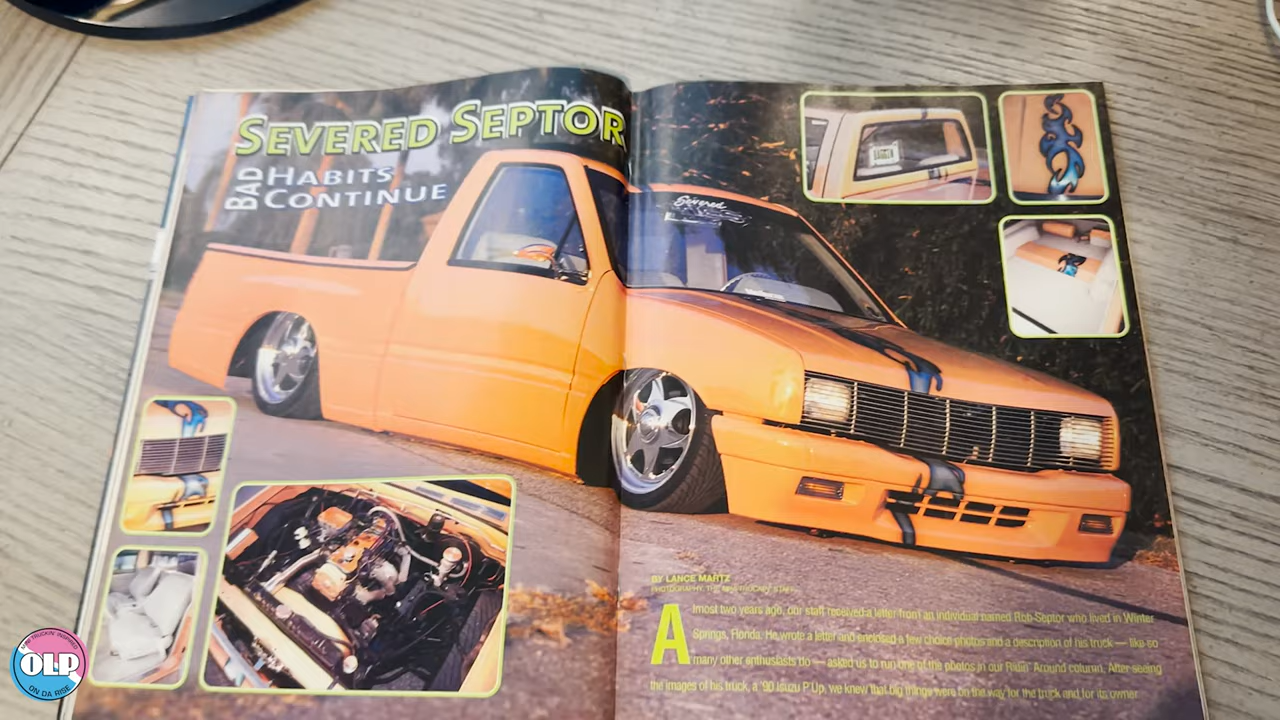 SEVERED SEPTOR
BAD HABITS
CONTINUE
Severed
BY LANCE MARTZ
Almost two years ago, our staff received a letter from an individual named Rob Septor who lived in Winter
Springs, Florida. He wrote a letter and enclosed a few choice photos and a description of his truck — like so
many other enthusiasts do — asked us to run one of the photos in our Ridin' Around column. After seeing
the images of his truck, a '90 Isuzu P'Up, we knew that big things were on the way for the truck and for its owner
OLP
ON DA RISE